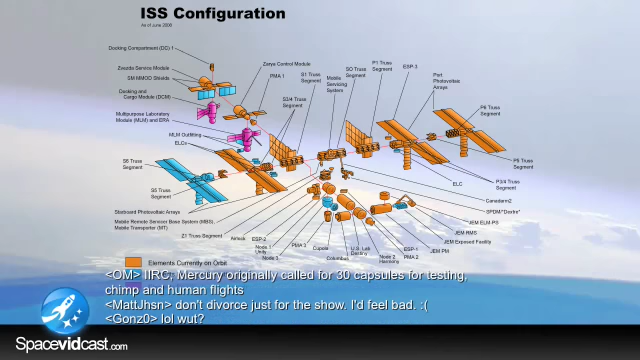 ISS Configuration
As of June 2008
Docking Compartment (DC) 1
Zvezda Service Module
SM MMOD Shields
Docking and
Cargo Module (DCM)
Multipurpose Laboratory
Module (MLM) and ERA
MLM Outfitting
ELCs
S6 Truss
Segment
S5 Truss
Segment
Starboard Photovoltaic Arrays
Mobile Remote Servicer Base System (MBS),
Mobile Transporter (MT)
Z1 Truss Segment
Airlock
ESP-2
Node 1
Unity
Node 3
PMA 3
Cupola
Columbus
U.S. Lab
Destiny
Node 2
Harmony
ESP-1
PMA 2
JEM PM
JEM Exposed Facility
JEM-RMS
JEM ELM-PS
SPDM "Dextre"
Canadarm2
P3/4 Truss
Segment
ELC
P5 Truss
Segment
P6 Truss
Segment
Port
Photovoltaic
Arrays
ESP-3
P1 Truss
Segment
SO Truss
Segment
Mobile
Servicing
System
S1 Truss
Segment
S3/4 Truss
Segments
Zarya Control Module
PMA 1
Elements Currently on Orbit
<OM> IIRC, Mercury originally called for 30 capsules for testing,
chimp and human flights
<MattJhsn> don't divorce just for the show. I'd feel bad. :(
<Gonz0> lol wut?
Spacevidcast.com